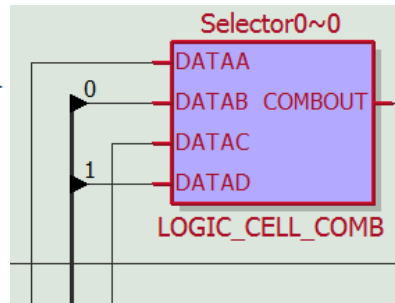 Selector0~0
DATAA
0
DATAB COMBOUT
DATAC
1
DATAD
LOGIC_CELL_COMB